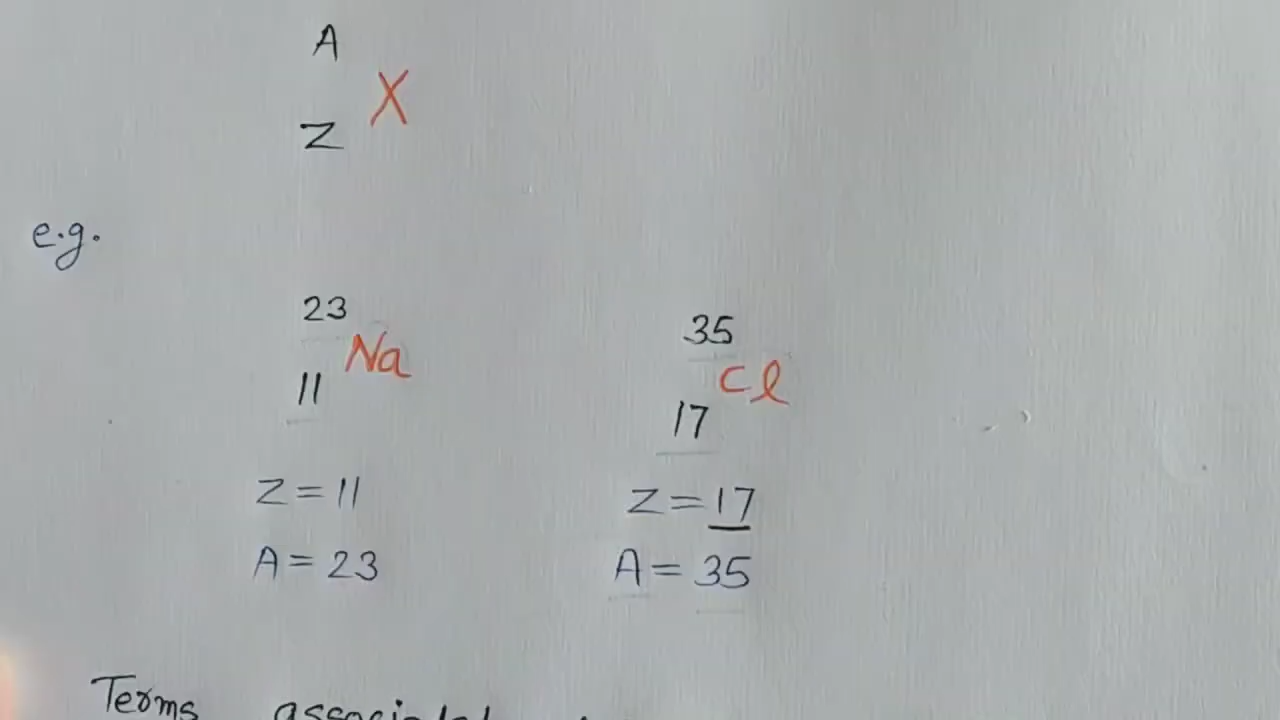 A
X
Z
e.g.
23
Na
11
35
Cl
17
Z = 11
A = 23
Z = 17
A = 35
Terms